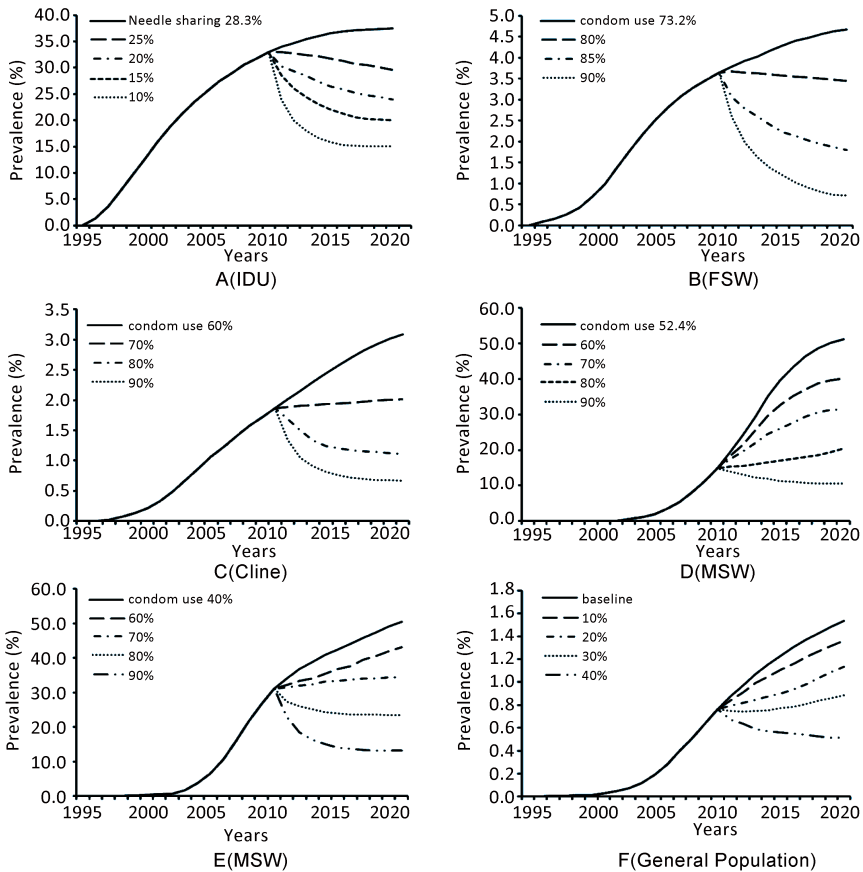 Needle sharing 28.3%
25%
20%
15%
10%
Prevalence (%)
40.0
35.0
30.0
25.0
20.0
15.0
10.0
5.0
0.0
1995 2000 2005 2010 2015 2020
Years
A(IDU)
condom use 73.2%
80%
85%
90%
Prevalence (%)
5.0
4.5
4.0
3.5
3.0
2.5
2.0
1.5
1.0
0.5
0.0
1995 2000 2005 2010 2015 2020
Years
B(FSW)
condom use 60%
70%
80%
90%
Prevalence (%)
3.5
3.0
2.5
2.0
1.5
1.0
0.5
0.0
1995 2000 2005 2010 2015 2020
Years
C(Cline)
condom use 52.4%
60%
70%
80%
90%
Prevalence (%)
60.0
50.0
40.0
30.0
20.0
10.0
0.0
1995 2000 2005 2010 2015 2020
Years
D(MSW)
condom use 40%
60%
70%
80%
90%
Prevalence (%)
60.0
50.0
40.0
30.0
20.0
10.0
0.0
1995 2000 2005 2010 2015 2020
Years
E(MSW)
baseline
10%
20%
30%
40%
Prevalence (%)
1.8
1.6
1.4
1.2
1.0
0.8
0.6
0.4
0.2
0.0
1995 2000 2005 2010 2015 2020
Years
F(General Population)